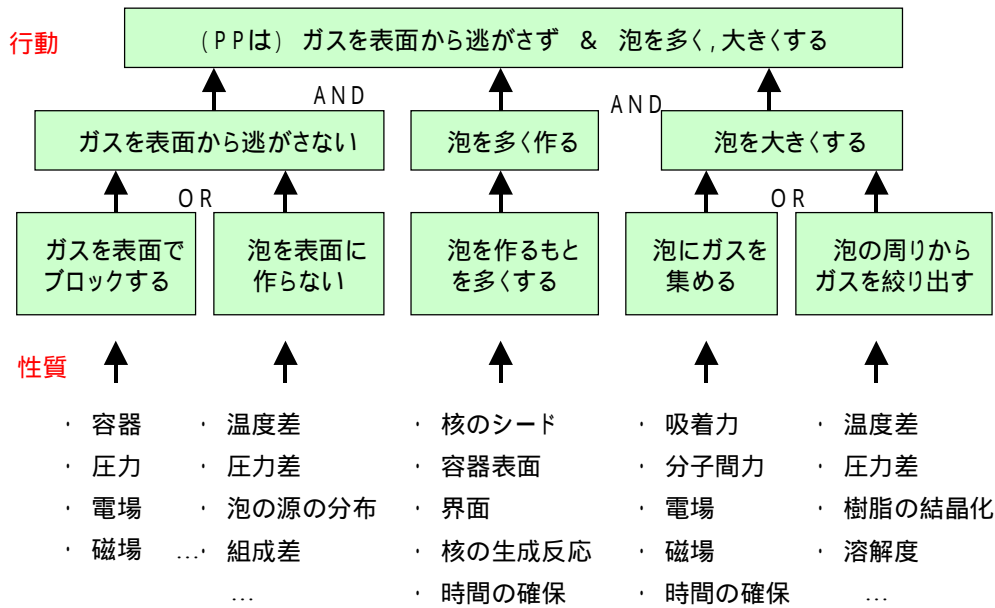 行動
(PPは) ガスを表面から逃がさず & 泡を多く,大きくする
AND
AND
ガスを表面から逃がさない
泡を多く作る
泡を大きくする
OR
OR
ガスを表面で
ブロックする
泡を表面に
作らない
泡を作るもと
を多くする
泡にガスを
集める
泡の周りから
ガスを絞り出す
性質
· 容器
· 圧力
· 電場
· 磁場 …
· 温度差
· 圧力差
· 泡の源の分布
· 組成差
…
· 核のシード
· 容器表面
· 界面
· 核の生成反応
· 時間の確保
· 吸着力
· 分子間力
· 電場
· 磁場
· 時間の確保
· 温度差
· 圧力差
· 樹脂の結晶化
· 溶解度
…